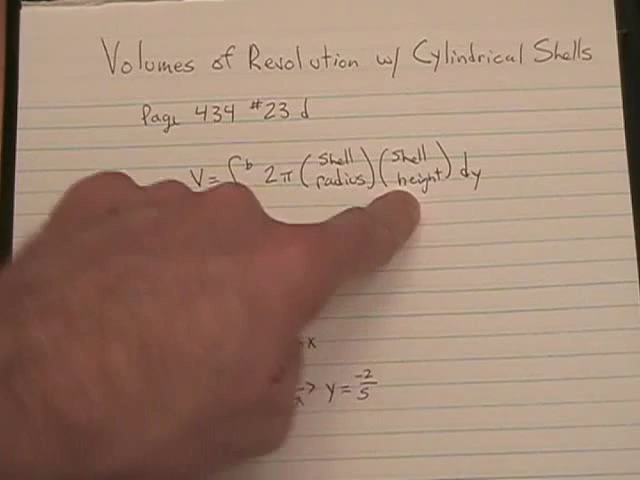 Volumes of Revolution w/ Cylindrical Shells
Page 434 #23 d
V = ∫ b 2π (shell radius) (shell height) dy
x
-> y = -2/5